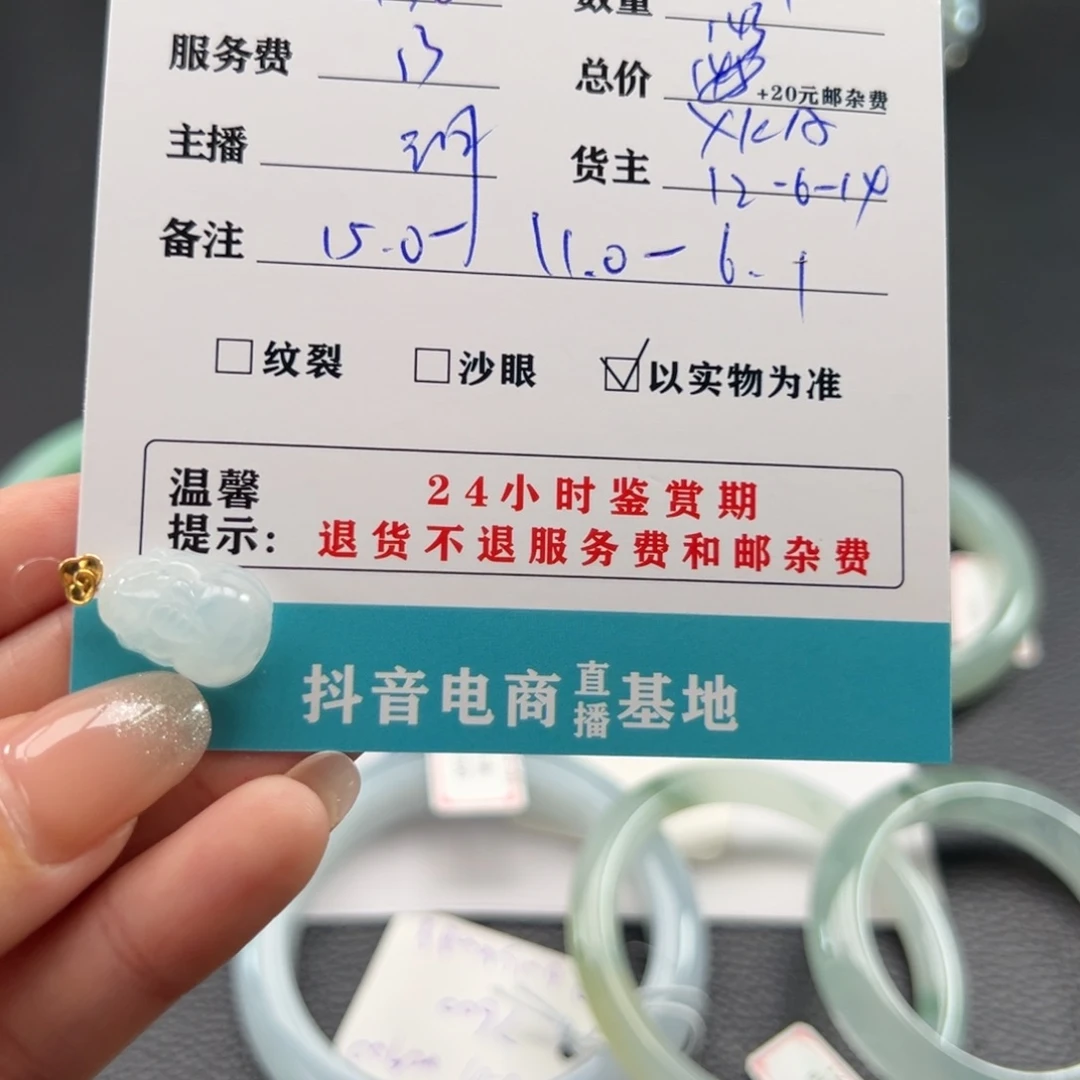 数量
服务费 13 总价 143 +20元邮杂费
主播
货主 12-6-14
备注 15.0-11.0-6.
纹裂 沙眼 以实物为准
温馨提示: 24小时鉴赏期
退货不退服务费和邮杂费
抖音电商直播基地